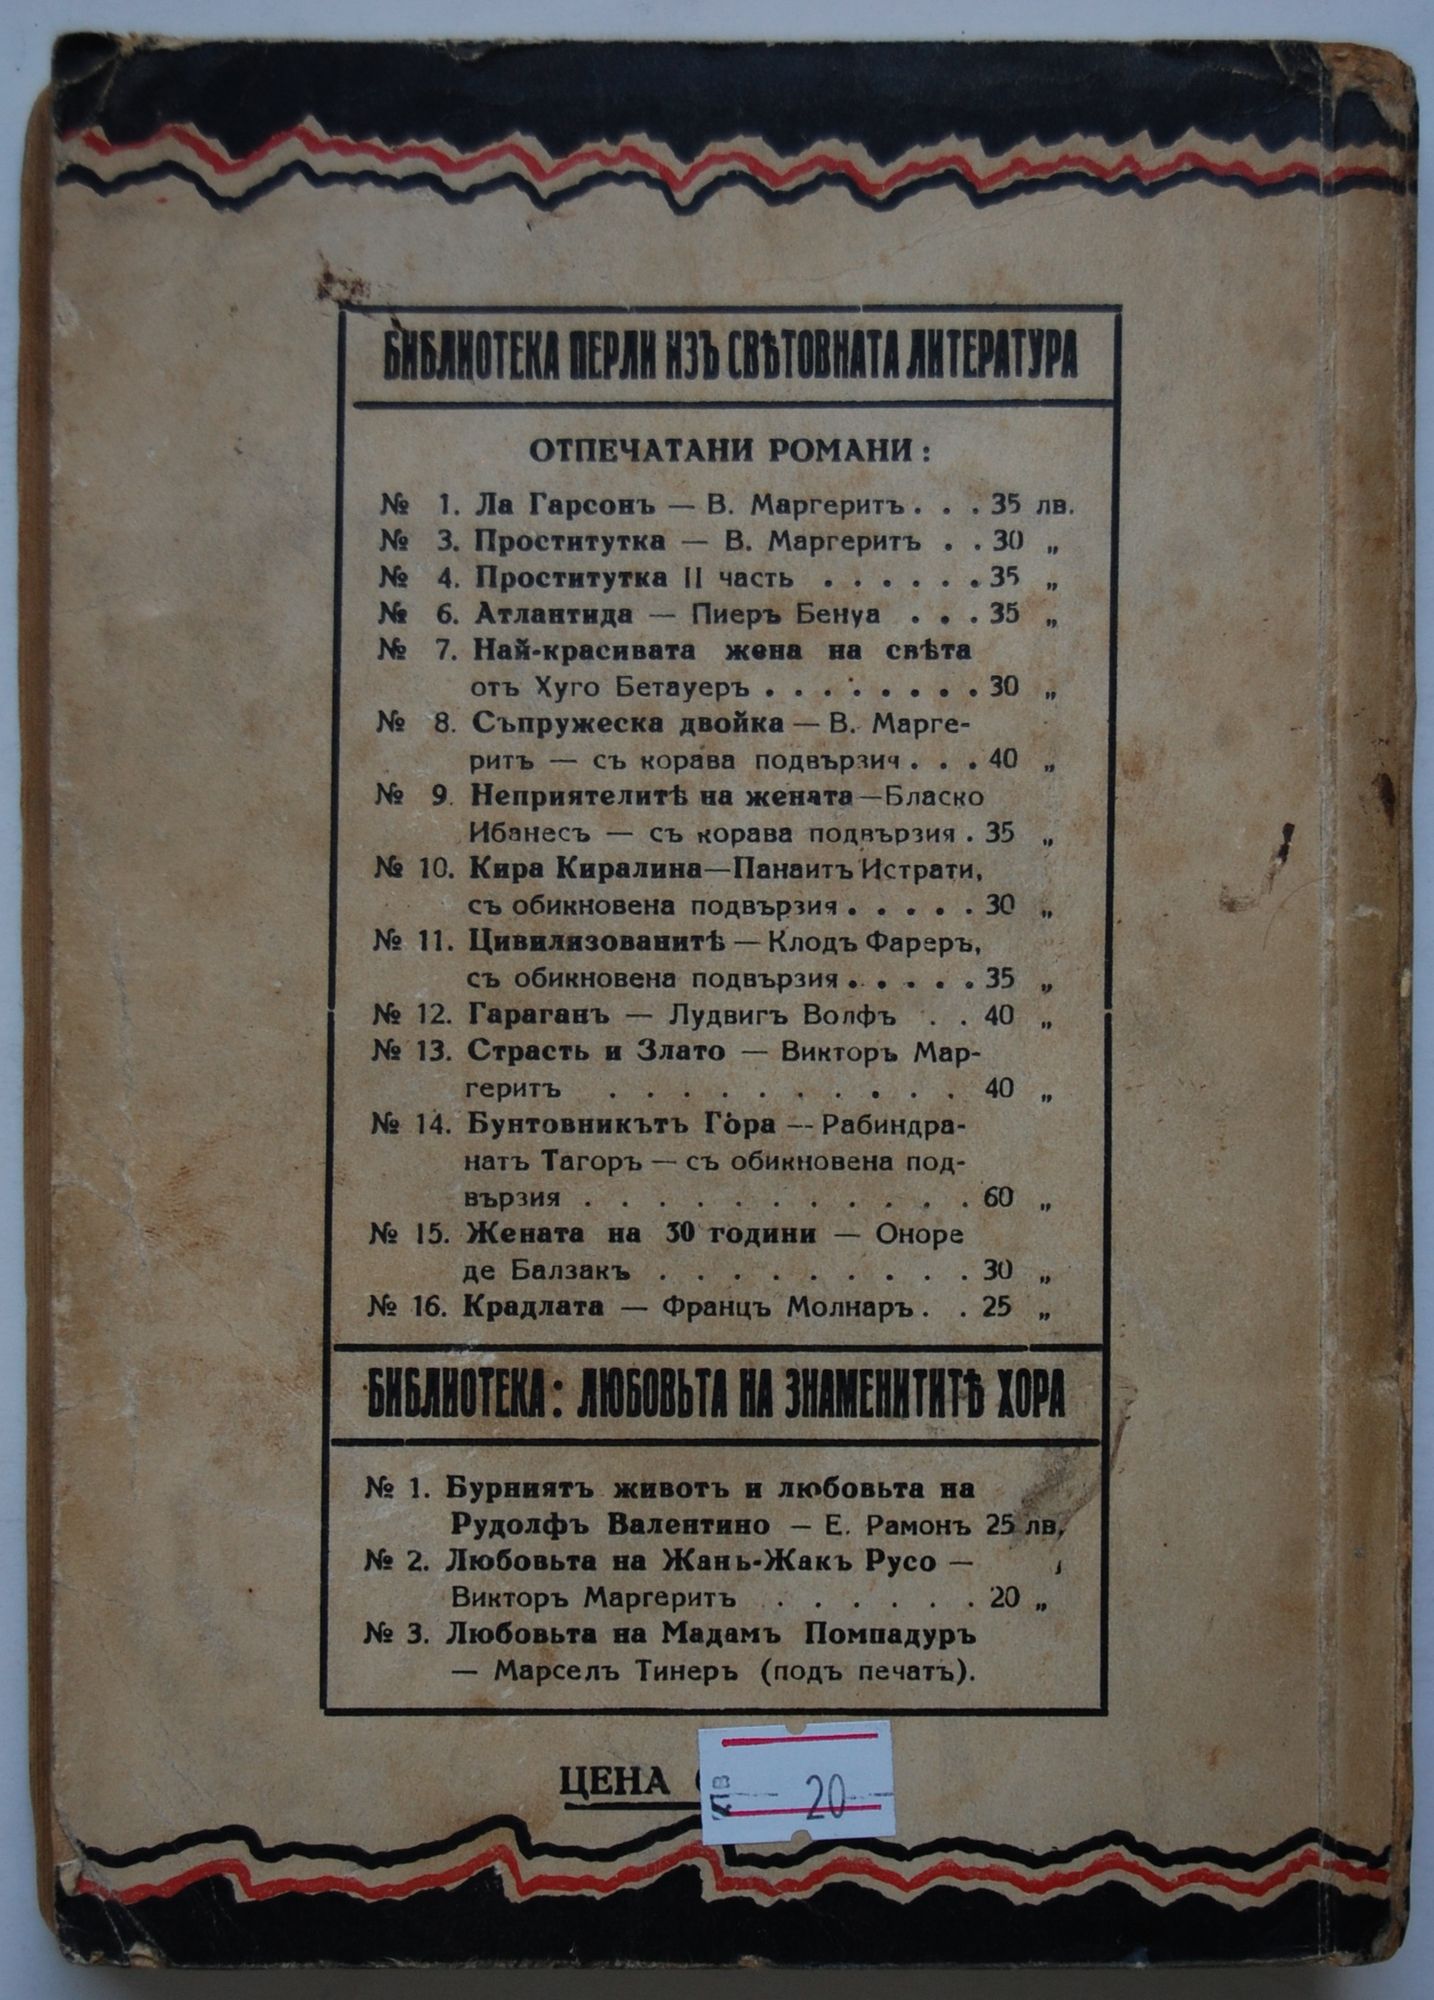 БИБЛИОТЕКА ПЕРЛИ ИЗЪ СВѢТОВНАТА ЛИТЕРАТУРА
ОТПЕЧАТАНИ РОМАНИ:
№ 1. Ла Гарсонъ — В. Маргеритъ . . . 35 лв.
№ 3. Проститутка — В. Маргеритъ . . 30 „
№ 4. Проститутка II часть . . . . . . 35 „
№ 6. Атлантида — Пиеръ Бенуа . . . 35 „
№ 7. Най-красивата жена на свѣта
отъ Хуго Бетауеръ . . . . . . . . 30 „
№ 8. Съпружеска двойка — В. Марге-
ритъ — съ корава подвързич . . . 40 „
№ 9. Неприятелитѣ на жената—Бласко
Ибанесъ — съ корава подвързия . 35 „
№ 10. Кира Киралина—Панаитъ Истрати,
съ обикновена подвързия . . . . . 30 „
№ 11. Цивилизованитѣ — Клодъ Фареръ,
съ обикновена подвързия . . . . . 35 „
№ 12. Гараганъ — Лудвигъ Волфъ . . 40 „
№ 13. Страсть и Злато — Викторъ Мар-
геритъ . . . . . . . . . . 40 „
№ 14. Бунтовникътъ Гора — Рабиндра-
натъ Тагоръ — съ обикновена под-
вързия . . . . . . . . . . . 60 „
№ 15. Жената на 30 години — Оноре
де Балзакъ . . . . . . . . . 30 „
№ 16. Крадлата — Францъ Молнаръ . . 25 „
БИБЛИОТЕКА: ЛЮБОВЬТА НА ЗНАМЕНИТИТѢ ХОРА
№ 1. Бурниятъ животъ и любовьта на
Рудолфъ Валентино — Е. Рамонъ 25 лв.
№ 2. Любовьта на Жань-Жакъ Русо —
Викторъ Маргеритъ . . . . . . 20 „
№ 3. Любовьта на Мадамъ Помпадуръ
— Марселъ Тинеръ (подъ печатъ).
ЦЕНА
20